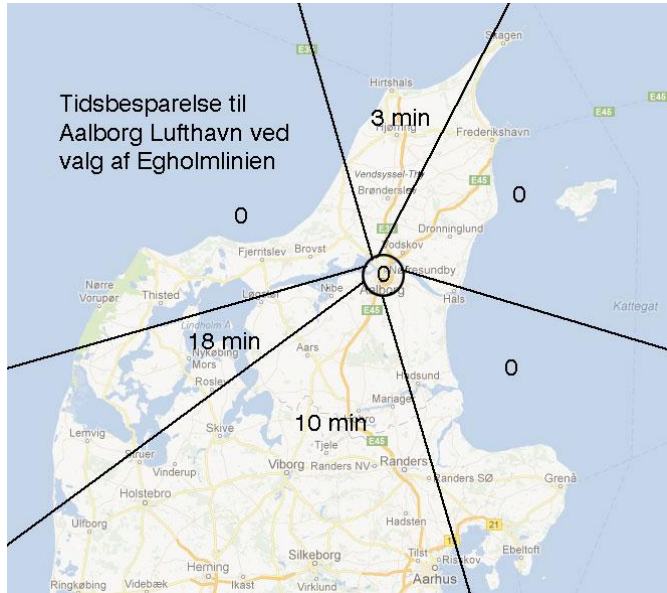 Skagen
E39
Hirtshals
Tidsbesparelse til
Aalborg Lufthavn ved
valg af Egholmlinien
3 min
Hjørring
Frederikshavn
E45
Vendsyssel-Thy
Brønderslev
0
0
Dronninglund
Fjerritslev
Brovst
Vodskov
Nørre
Vorupør
Thisted
Løgstør
Nibe
0
Nørresundby
Aalborg
Hals
E45
Kattegat
Lindholm Å
18 min
Nykøbing
Mors
Roslev
Aars
Hadsund
0
Mariager
10 min
Lemvig
Struer
Skive
E45
Tjele
Vinderup
Viborg
Randers NV
Randers
Randers SØ
Grenå
Holstebro
Ulfborg
Hadsten
21
Silkeborg
Tilst
Risskov
Ebeltoft
Herning
Aarhus
Ringkøbing
Videbæk
Ikast
Virklund